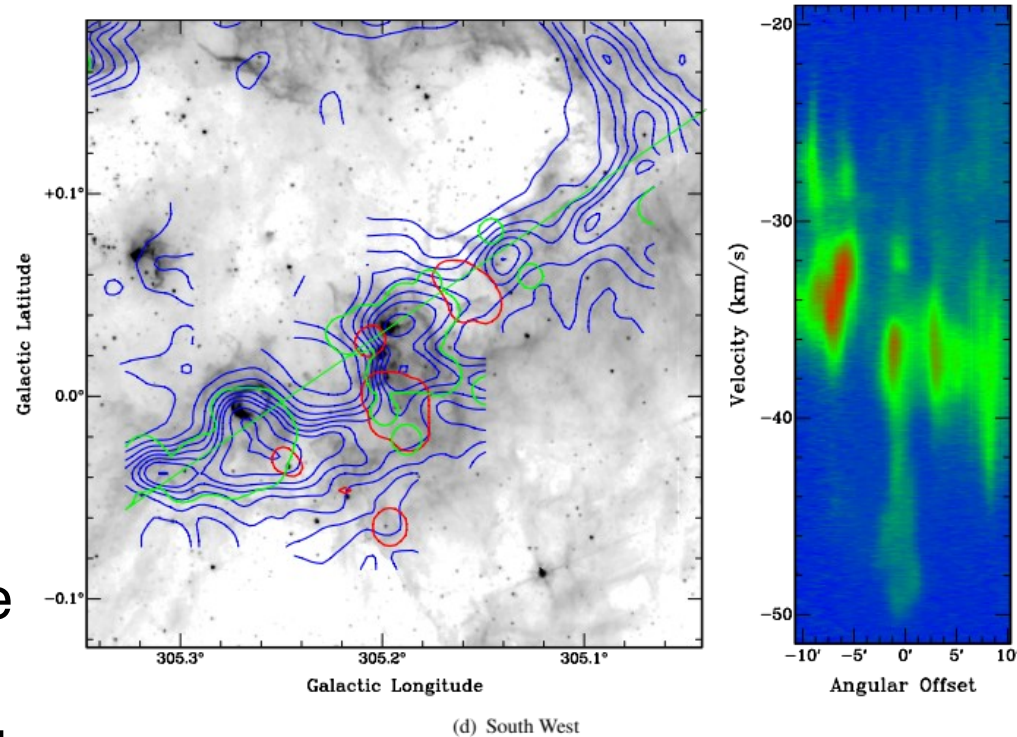 Galactic Latitude
+0.1°
0.0°
−0.1°
305.3°
305.2°
305.1°
Galactic Longitude
Velocity (km/s)
−20
−30
−40
−50
−10′
−5′
0′
5′
10′
Angular Offset
(d) South West
e